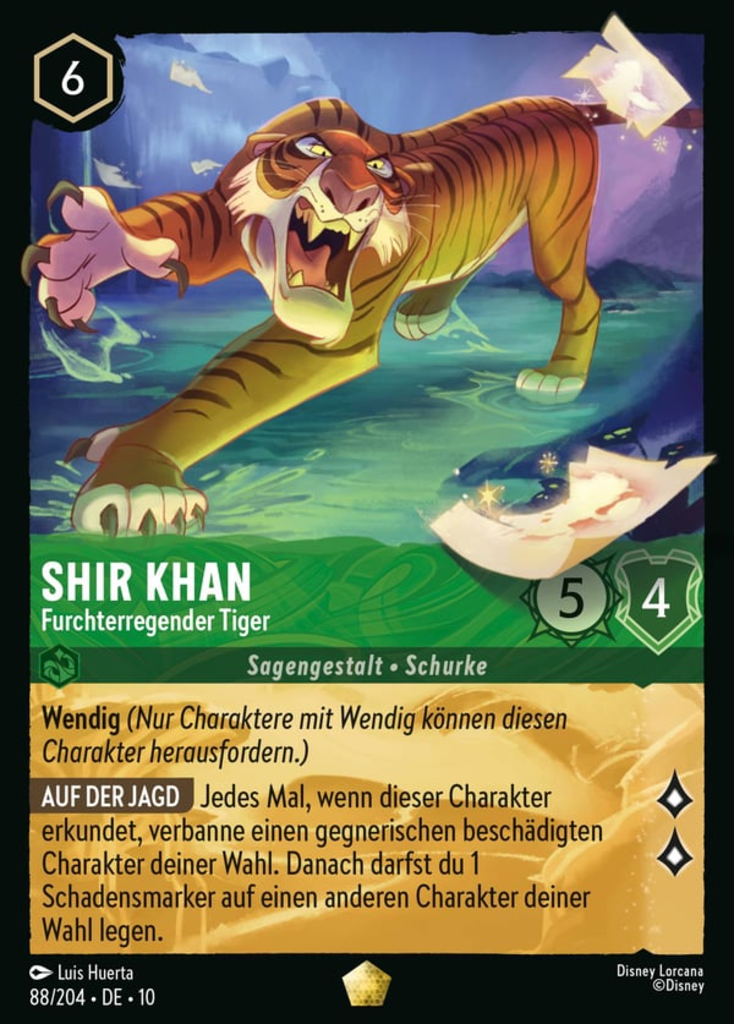 6
SHIR KHAN
Furchterregender Tiger
5
4
Sagengestalt • Schurke
Wendig (Nur Charaktere mit Wendig können diesen
Charakter herausfordern.)
AUF DER JAGD Jedes Mal, wenn dieser Charakter
erkundet, verbanne einen gegnerischen beschädigten
Charakter deiner Wahl. Danach darfst du 1
Schadensmarker auf einen anderen Charakter deiner
Wahl legen.
Luis Huerta
88/204 • DE • 10
Disney Lorcana
©Disney